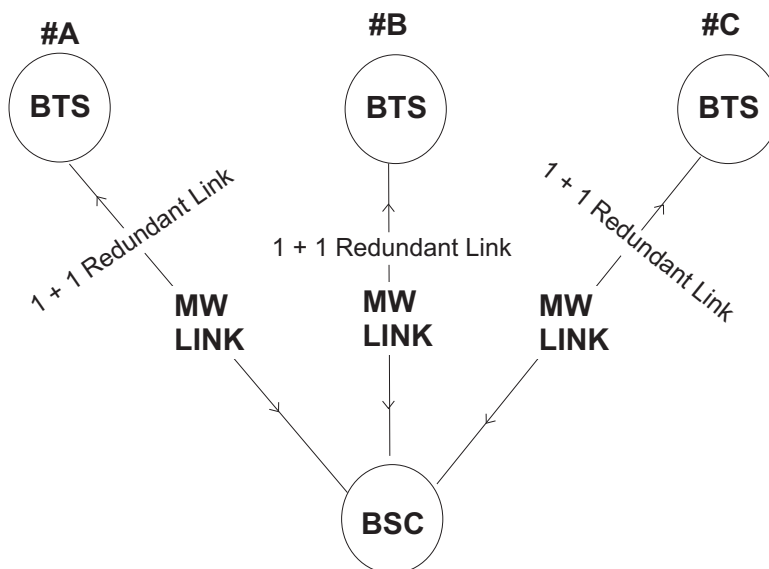 #A
#B
#C
BTS
BTS
BTS
1 + 1 Redundant Link
1 + 1 Redundant Link
1 + 1 Redundant Link
MW
LINK
MW
LINK
MW
LINK
BSC